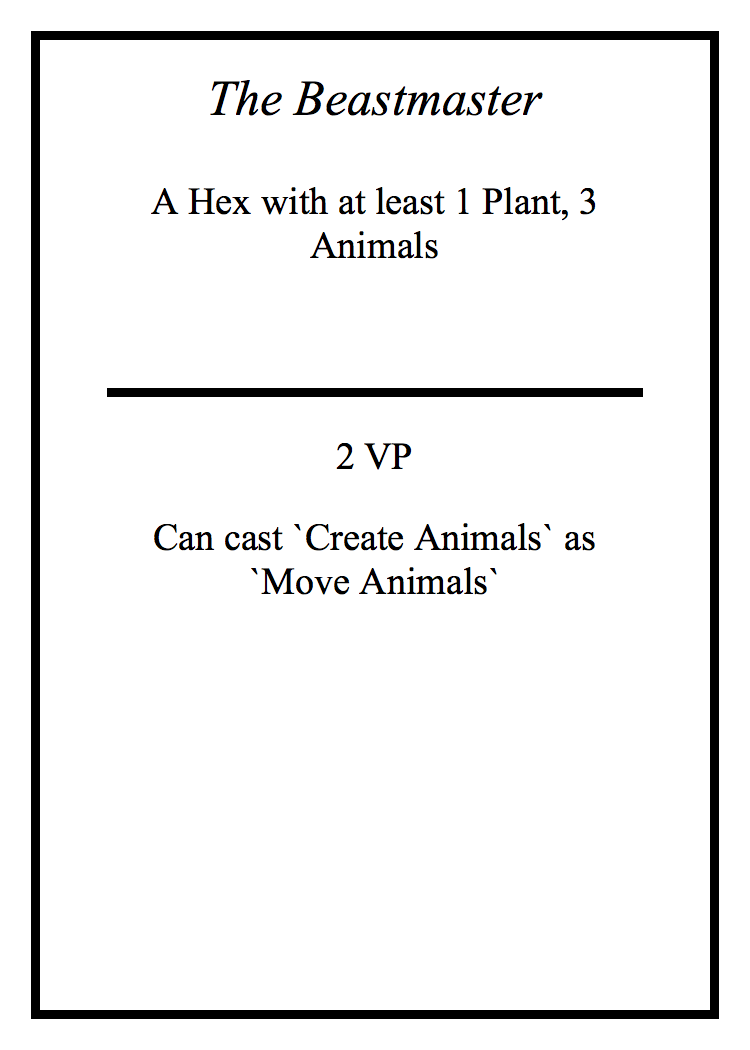 The Beastmaster
A Hex with at least 1 Plant, 3
Animals
2 VP
Can cast `Create Animals` as
`Move Animals`